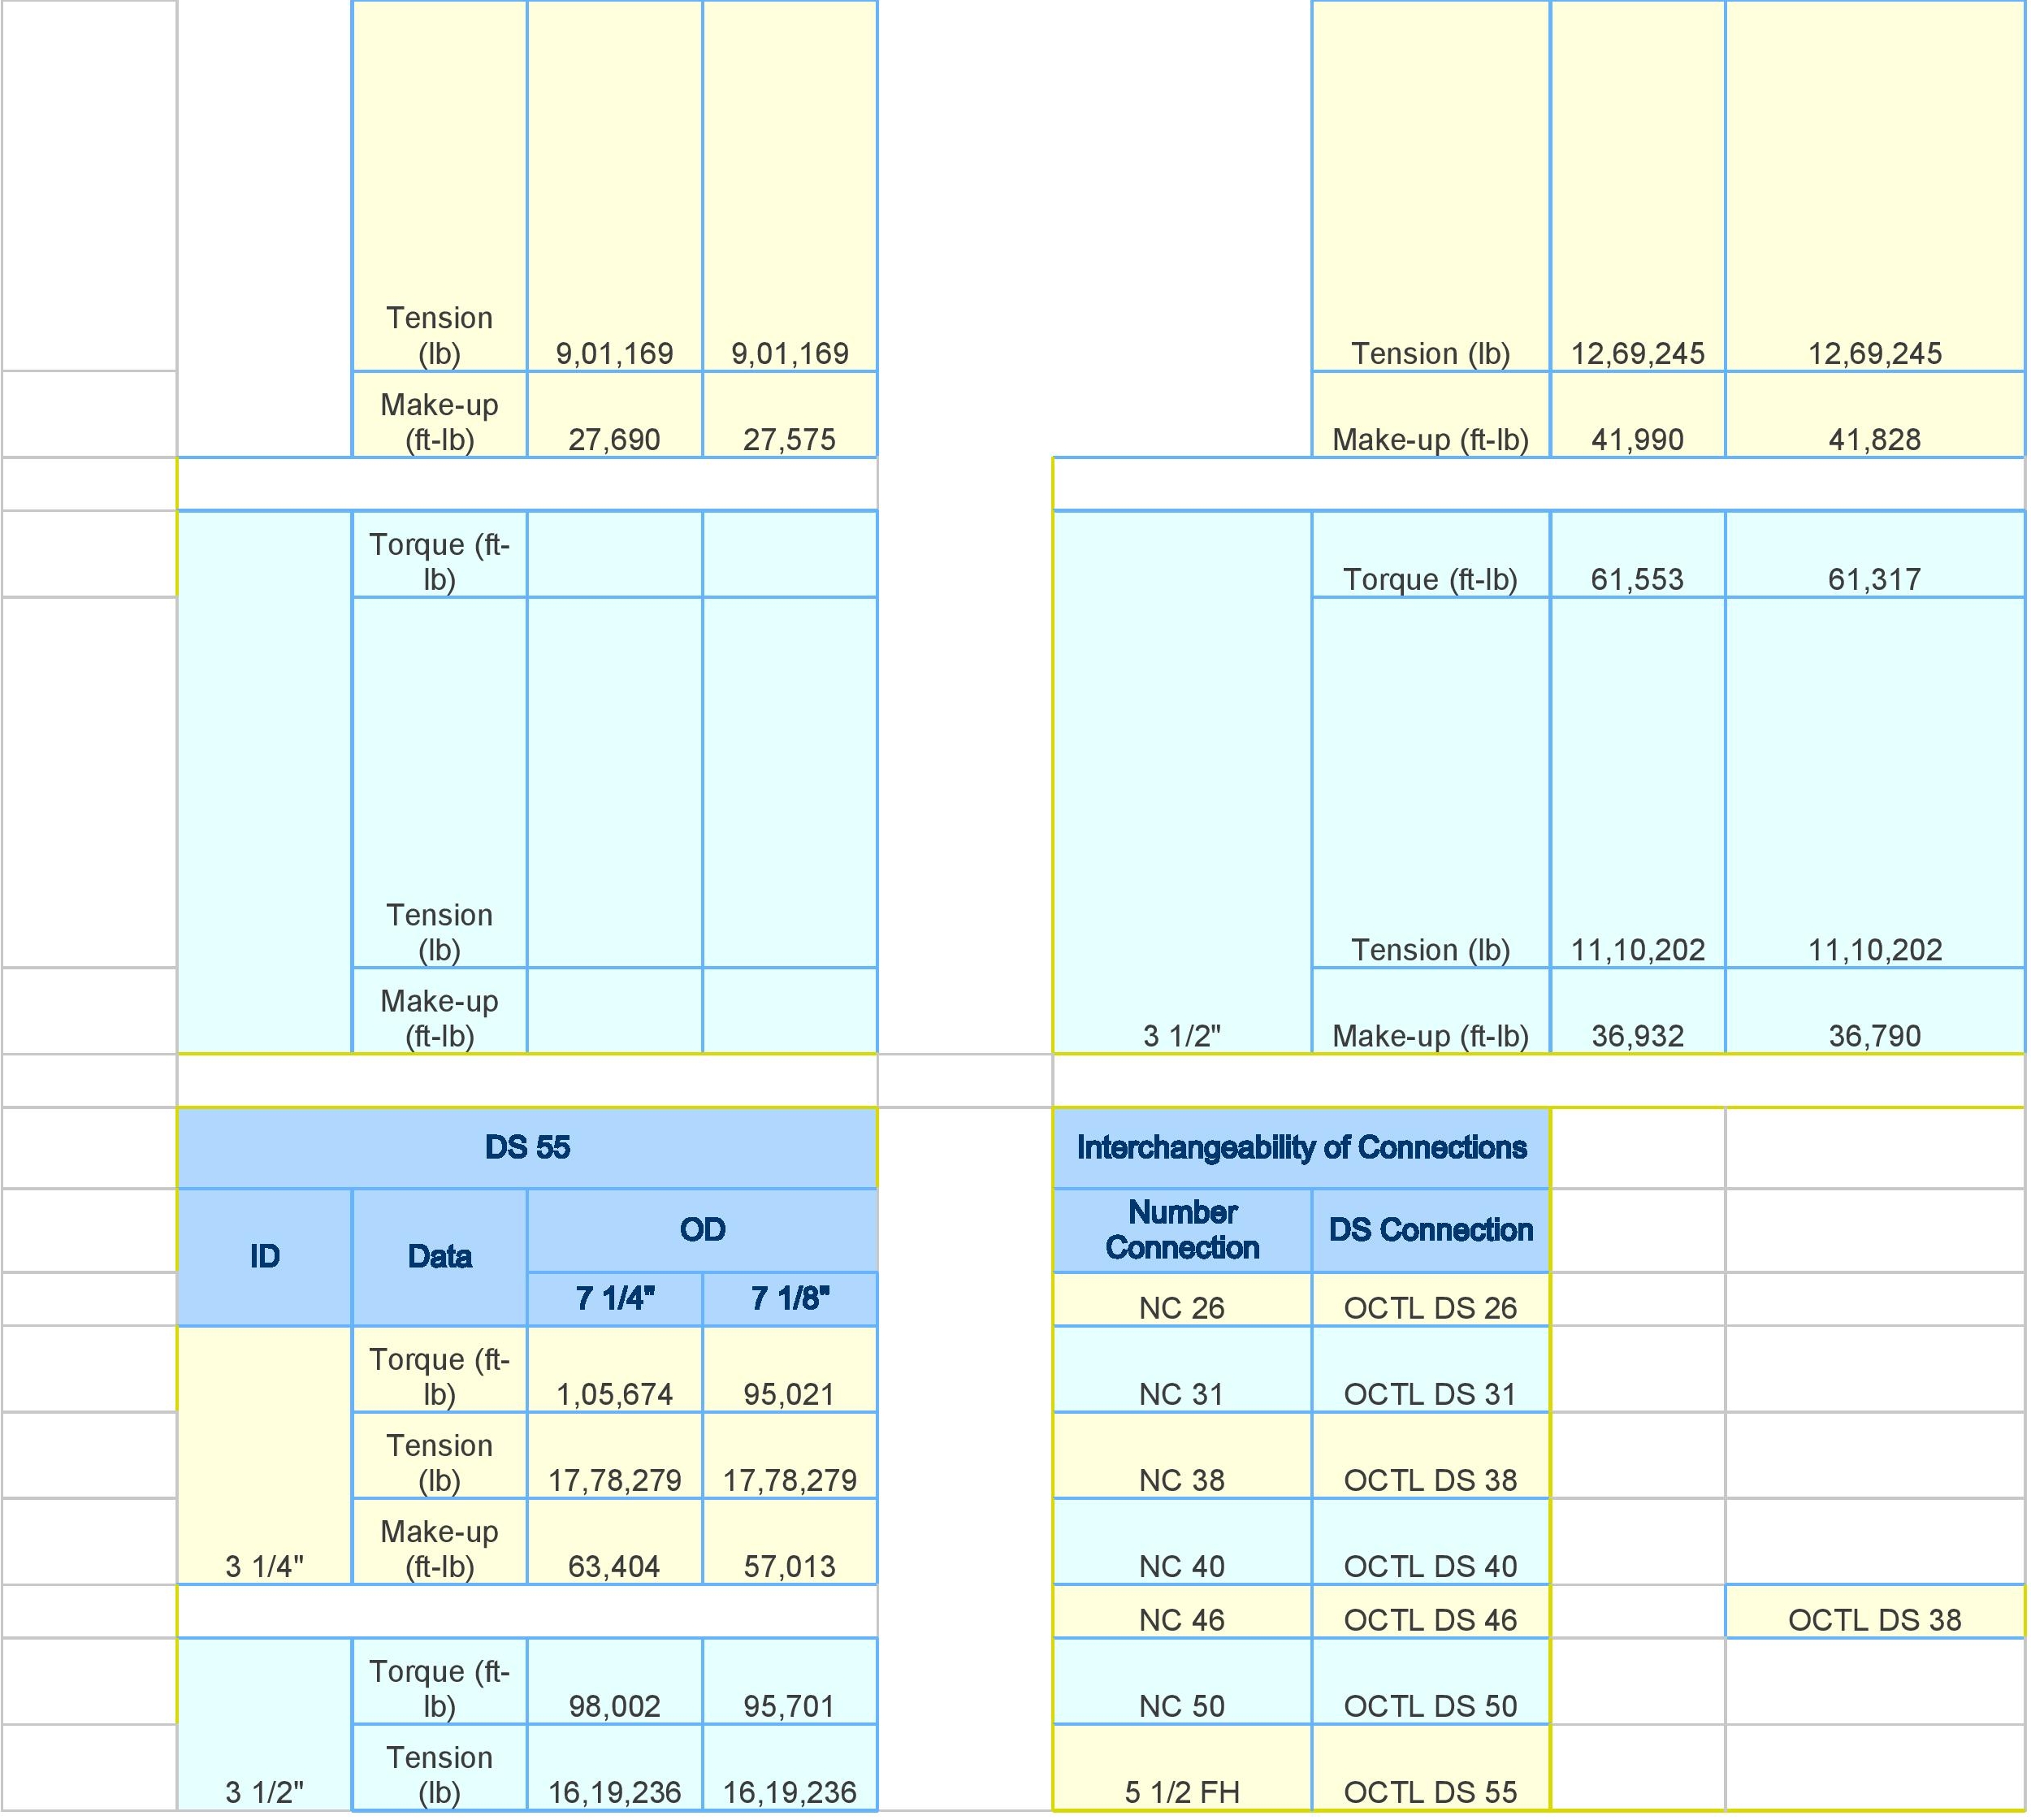 Tension
(lb) 9,01,169 9,01,169 Tension (lb) 12,69,245 12,69,245
Make-up
(ft-lb) 27,690 27,575 Make-up (ft-lb) 41,990 41,828
Torque (ft-
lb) Torque (ft-lb) 61,553 61,317
Tension
(lb) Tension (lb) 11,10,202 11,10,202
Make-up
(ft-lb) 3 1/2" Make-up (ft-lb) 36,932 36,790
DS 55 Interchangeability of Connections
ID Data OD Number
Connection DS Connection
7 1/4" 7 1/8" NC 26 OCTL DS 26
Torque (ft-
lb) 1,05,674 95,021 NC 31 OCTL DS 31
Tension
(lb) 17,78,279 17,78,279 NC 38 OCTL DS 38
Make-up
3 1/4" (ft-lb) 63,404 57,013 NC 40 OCTL DS 40
NC 46 OCTL DS 46 OCTL DS 38
Torque (ft-
lb) 98,002 95,701 NC 50 OCTL DS 50
Tension
3 1/2" (lb) 16,19,236 16,19,236 5 1/2 FH OCTL DS 55